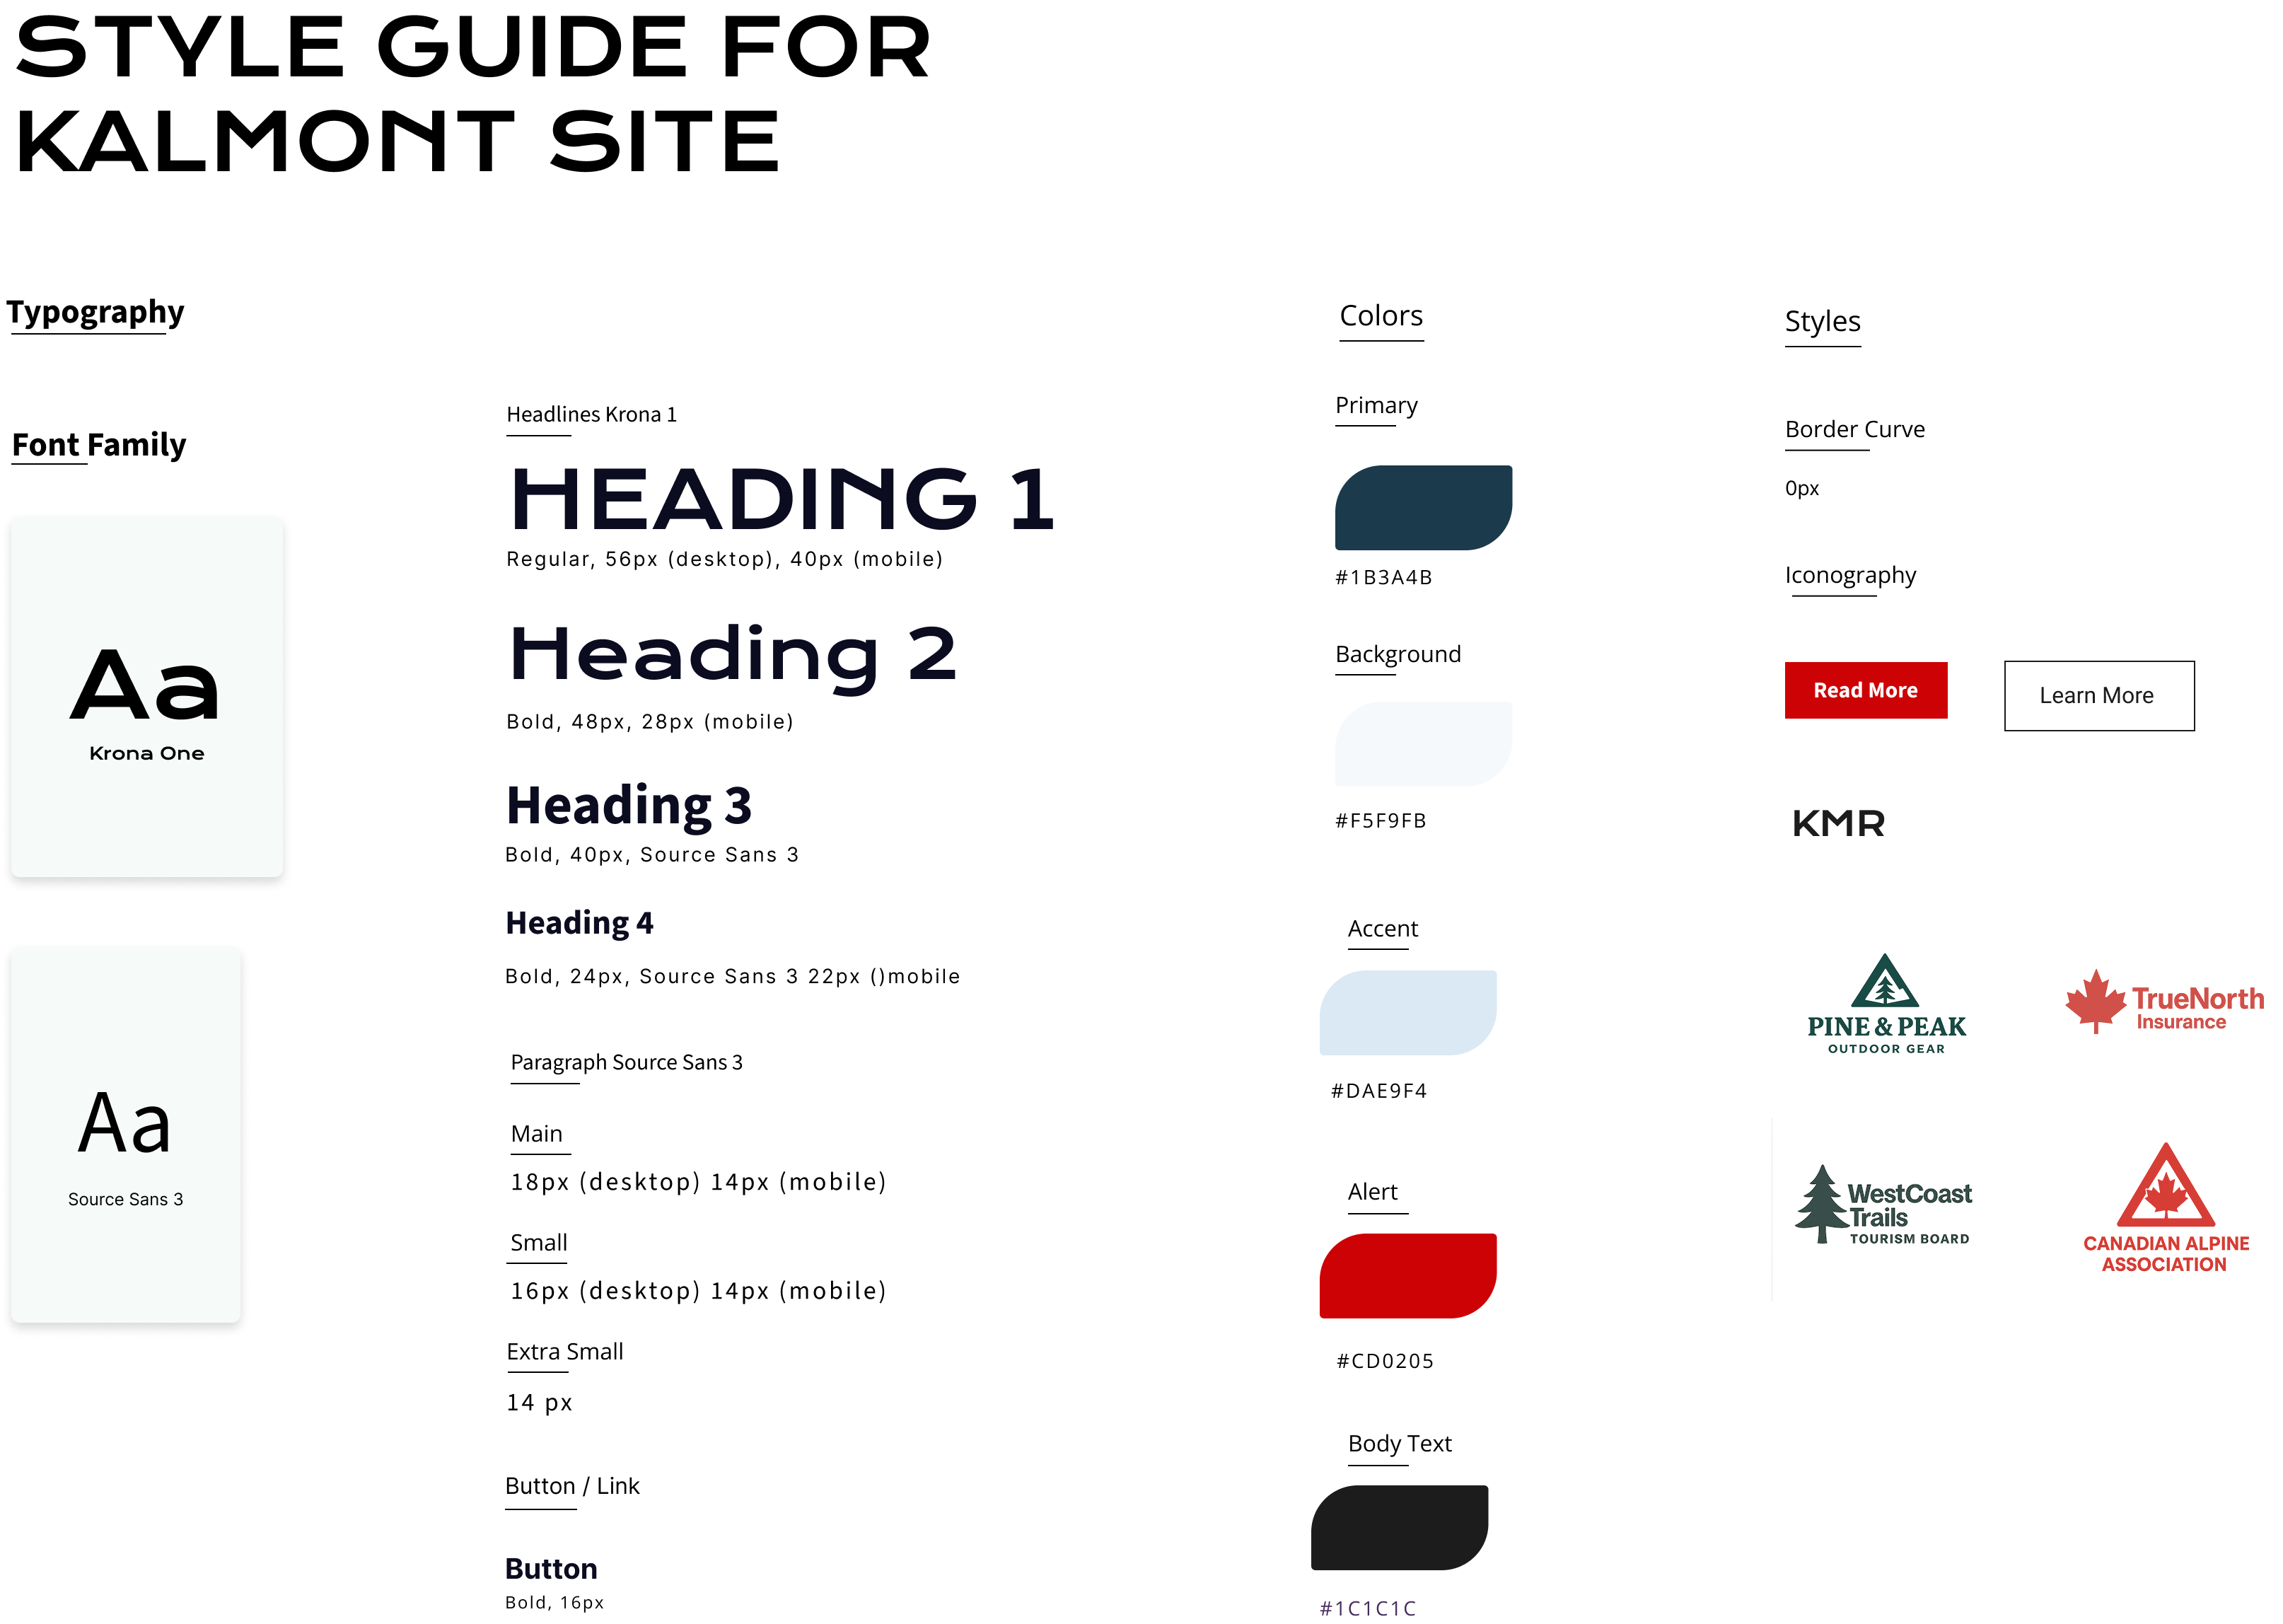 STYLE GUIDE FOR
KALMONT SITE
Typography
Font Family
Aa
Krona One
Aa
Source Sans 3
Headlines Krona 1
HEADING 1
Regular, 56px (desktop), 40px (mobile)
Heading 2
Bold, 48px, 28px (mobile)
Heading 3
Bold, 40px, Source Sans 3
Heading 4
Bold, 24px, Source Sans 3 22px ()mobile
Paragraph Source Sans 3
Main
18px (desktop) 14px (mobile)
Small
16px (desktop) 14px (mobile)
Extra Small
14 px
Button / Link
Button
Bold, 16px
Colors
Primary
#1B3A4B
Background
#F5F9FB
Accent
#DAE9F4
Alert
#CD0205
Body Text
#1C1C1C
Styles
Border Curve
0px
Iconography
Read More
Learn More
KMR
PINE & PEAK
OUTDOOR GEAR
TrueNorth
Insurance
WestCoast
Trails
TOURISM BOARD
CANADIAN ALPINE
ASSOCIATION